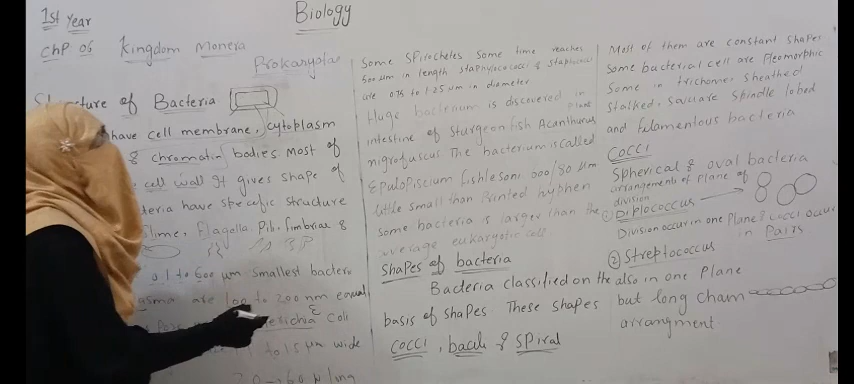 1st Year
Biology
Chp 06 Kingdom Monera
Prokaryotae
Structure of Bacteria
have cell membrane, cytoplasm
& chromatin bodies most of
cell wall It gives shape of
have specific structure
Slime, Flagella Pili, Fimbriae &
0.1 to 600 µm smallest bacteri
are 100 to 200 nm equal
Coli
to 1.5 µm wide
Some SPirochetes Some time reaches
500 µm in length staphylococci &
are 0.75 to 1.25 µm in diameter
Huge bacterium is discovered in
intestine of Sturgeon fish Acanthurus
nigrofuscus The bacterium is called
Epulopiscium fishlesoni 600/80 µm
little small than Printed hyphen
some bacteria is larger than the
average eukaryotic cell
Shapes of bacteria
Bacteria classified on the
basis of shapes These shapes
COCCI, bacili & SPiral
Most of them are constant shapes
Some bacterial cell are Pleomorphic
Some in trichomes, sheathed
Stalked, Square Spindle lobed
and filamentous bacteria
COCCI
Spherical & oval bacteria
arrangements of Plane of
division
① Diplococcus
Division occur in one Plane & Cocci occur
in Pairs
② Streptococcus
also in one Plane
but long Chain
arrangment